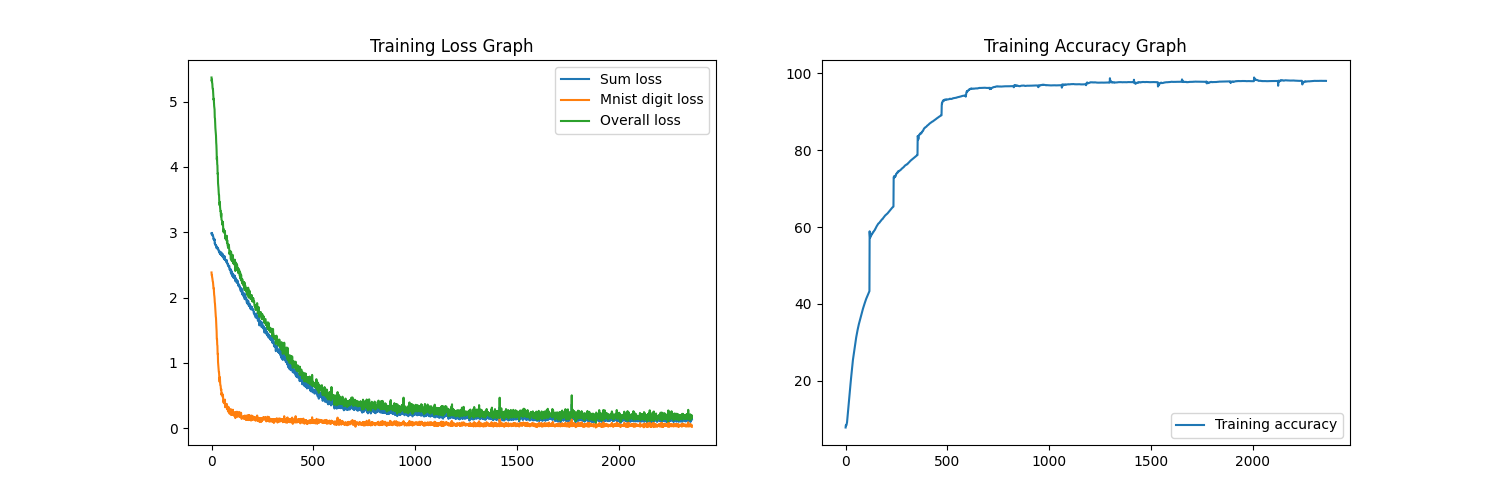 Training Loss Graph
Sum loss
Mnist digit loss
Overall loss
5
4
3
2
1
0
0 500 1000 1500 2000
Training Accuracy Graph
100
80
60
40
20
Training accuracy
0 500 1000 1500 2000